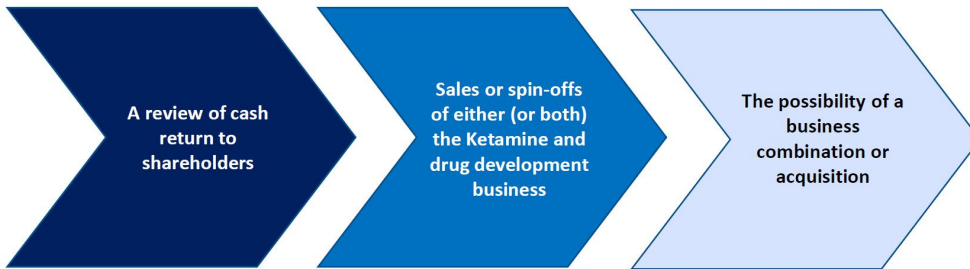 A review of cash
return to
shareholders
Sales or spin-offs
of either (or both)
the Ketamine and
drug development
business
The possibility of a
business
combination or
acquisition